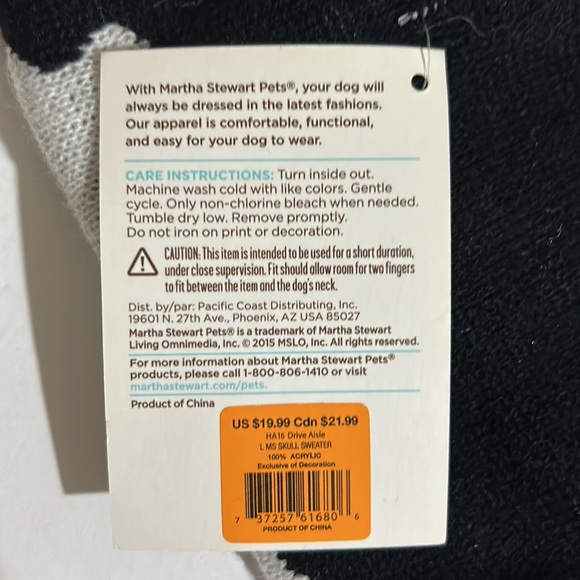 With Martha Stewart Pets®, your dog will
always be dressed in the latest fashions.
Our apparel is comfortable, functional,
and easy for your dog to wear.
CARE INSTRUCTIONS: Turn inside out.
Machine wash cold with like colors. Gentle
cycle. Only non-chlorine bleach when needed.
Tumble dry low. Remove promptly.
Do not iron on print or decoration.
CAUTION: This item is intended to be used for a short duration,
under close supervision. Fit should allow room for two fingers
to fit between the item and the dog's neck.
Dist. by/par: Pacific Coast Distributing, Inc.
19601 N. 27th Ave., Phoenix, AZ USA 85027
Martha Stewart Pets® is a trademark of Martha Stewart
Living Omnimedia, Inc. © 2015 MSLO, Inc. All rights reserved.
For more information about Martha Stewart Pets®
products, please call 1-800-806-1410 or visit
marthastewart.com/pets.
Product of China
US $19.99 Cdn $21.99
HA16 Drive Aisle
L MS SKULL SWEATER
100% ACRYLIC
Exclusive of Decoration
7 37257 61680 6
PRODUCT OF CHINA